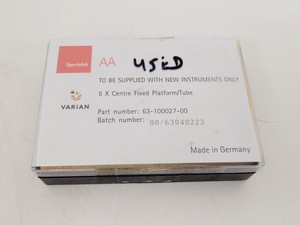 SpectrAA
AA
USED
TO BE SUPPLIED WITH NEW INSTRUMENTS ONLY
5 X Centre Fixed Platform/Tube
VARIAN
Part number: 63-100027-00
Batch number: 00/63040223
Made in Germany